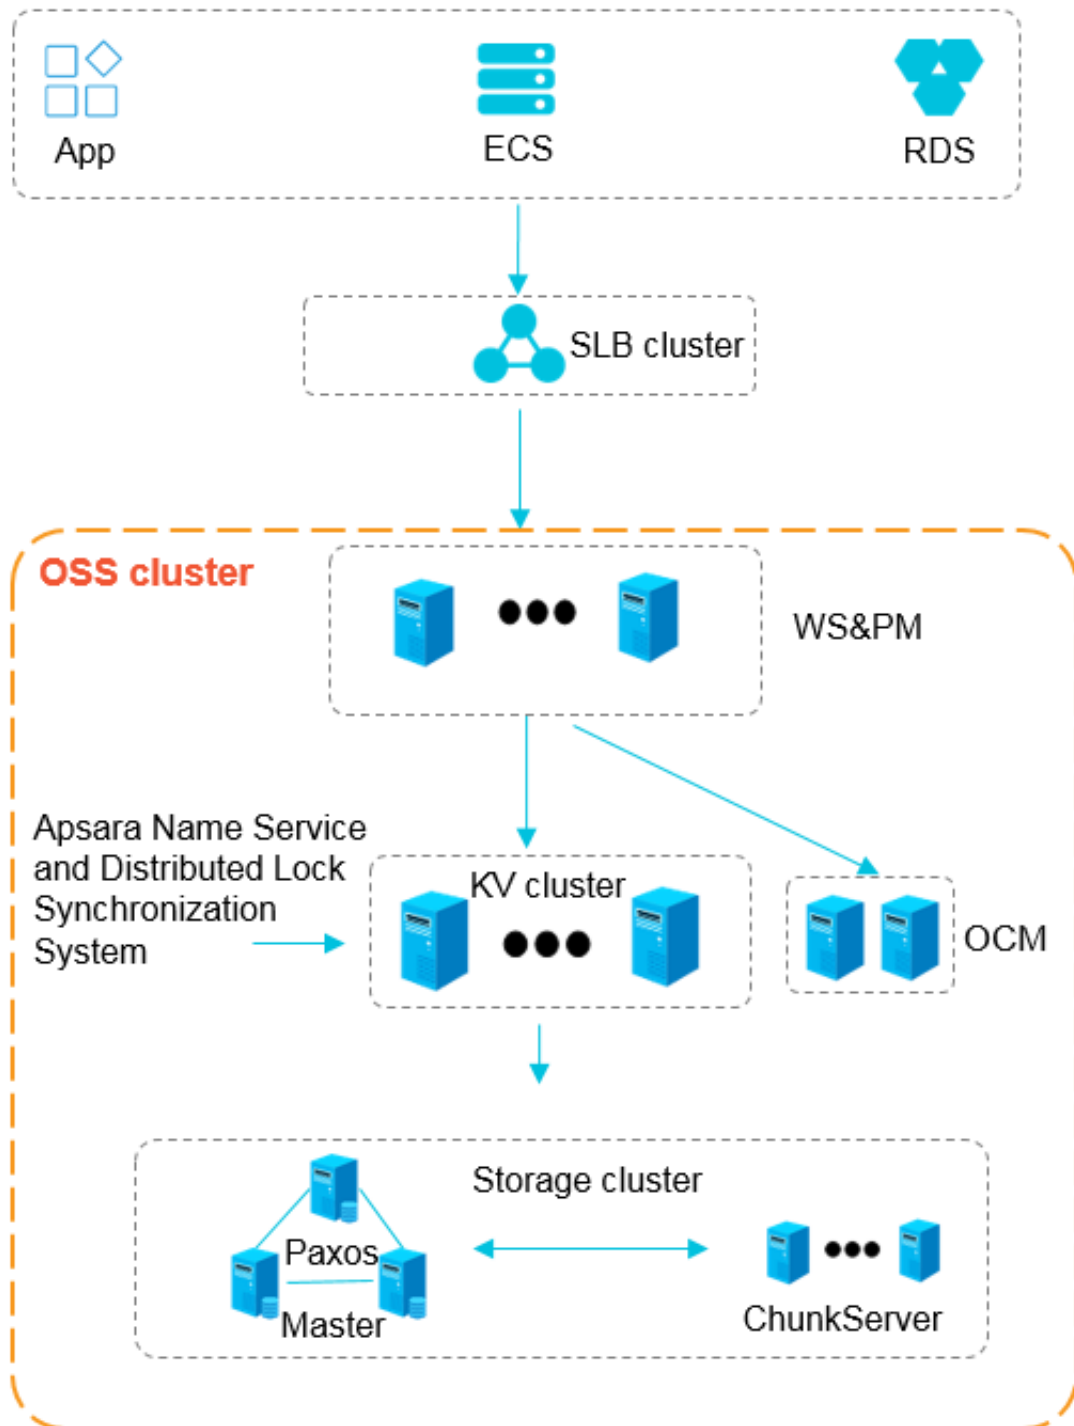 App
ECS
RDS
SLB cluster
OSS cluster
WS&PM
Apsara Name Service
and Distributed Lock
Synchronization
System
KV cluster
OCM
Storage cluster
Paxos
Master
ChunkServer